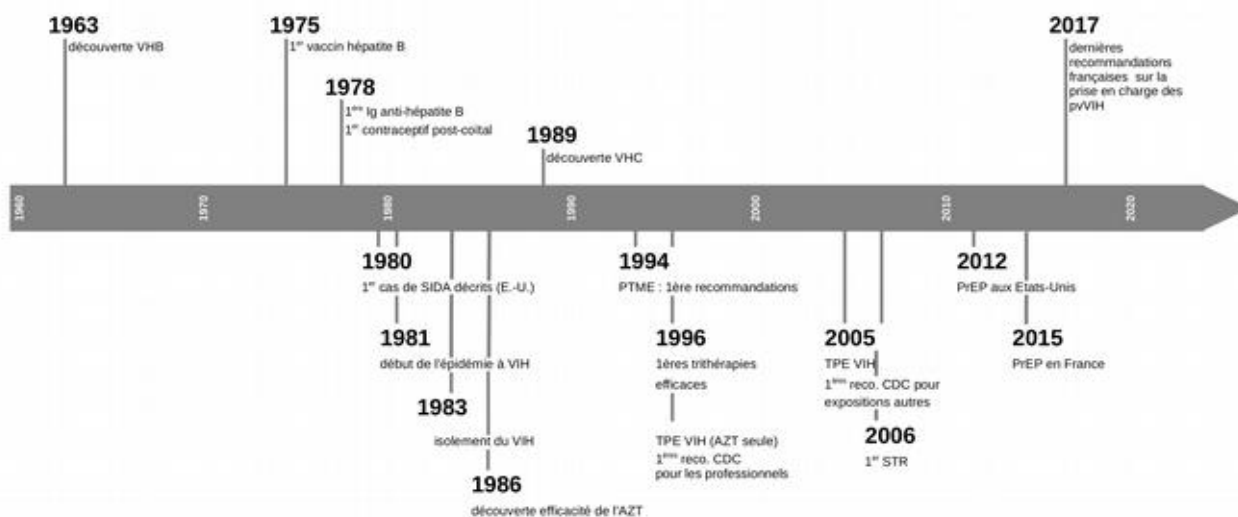 1963
découverte VHB
1975
1er vaccin hépatite B
1978
1ère Ig anti-hépatite B
1er contraceptif post-coïtal
1989
découverte VHC
2017
dernières
recommandations
françaises sur la
prise en charge des
pvVIH
1960
1970
1980
1990
2000
2010
2020
1980
1er cas de SIDA décrits (E.-U.)
1981
début de l'épidémie à VIH
1983
isolement du VIH
1986
découverte efficacité de l'AZT
1994
PTME : 1ère recommandations
1996
1ères trithérapies
efficaces
TPE VIH (AZT seule)
1ères reco. CDC
pour les professionnels
2005
TPE VIH
1ères reco. CDC pour
expositions autres
2006
1er STR
2012
PrEP aux Etats-Unis
2015
PrEP en France